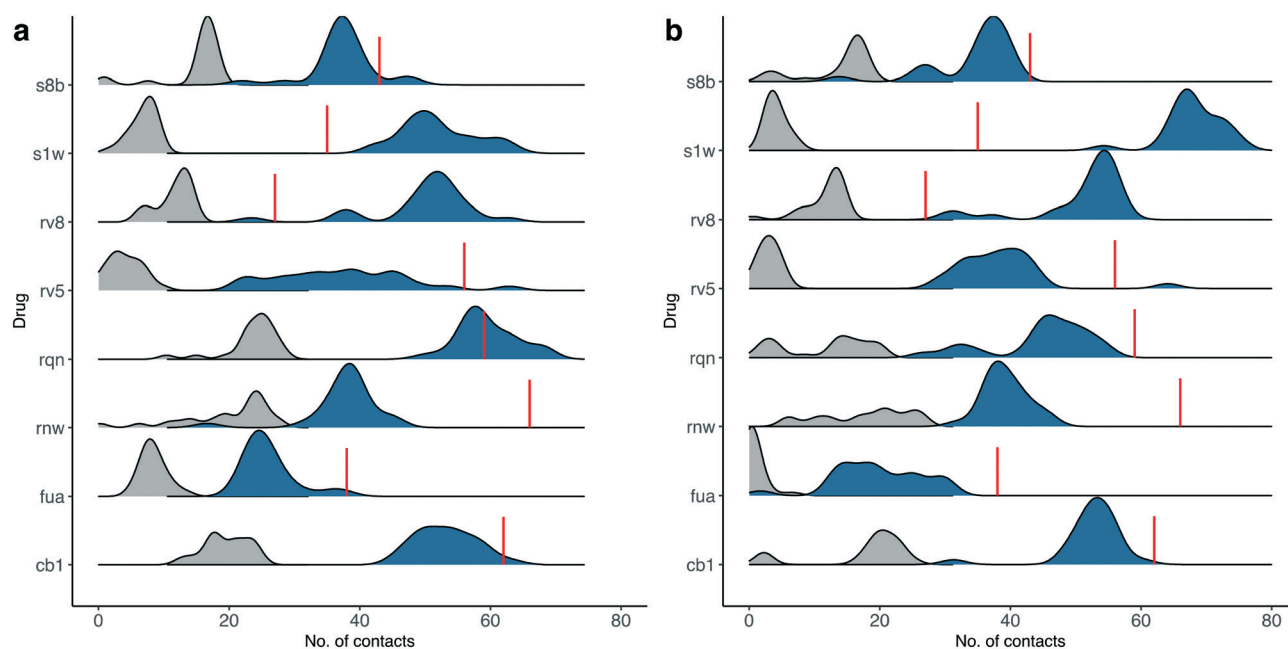 a
s8b
s1w
rv8
rv5
rqn
rnw
fua
cb1
Drug
0 20 40 60 80
No. of contacts
b
s8b
s1w
rv8
rv5
rqn
rnw
fua
cb1
Drug
0 20 40 60 80
No. of contacts